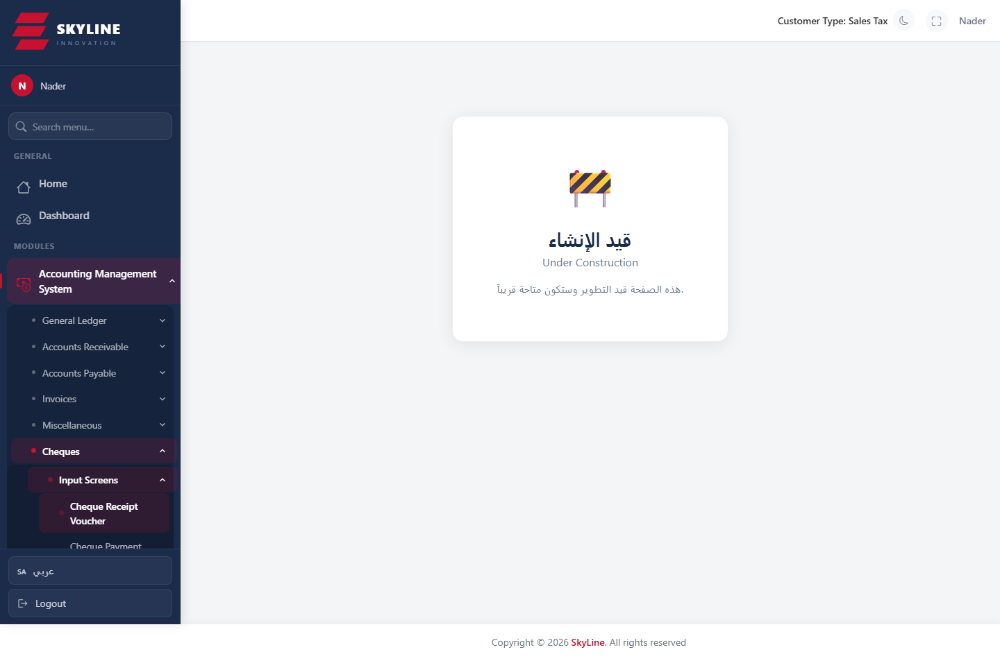 SKYLINE
INNOVATION
N
Nader
Search menu...
GENERAL
Home
Dashboard
MODULES
Accounting Management
System
General Ledger
Accounts Receivable
Accounts Payable
Invoices
Miscellaneous
Cheques
Input Screens
Cheque Receipt
Voucher
Cheque Payment
SA عربي
Logout
Customer Type: Sales Tax
Nader
قيد الإنشاء
Under Construction
هذه الصفحة قيد التطوير وستكون متاحة قريباً.
Copyright © 2026 SkyLine. All rights reserved